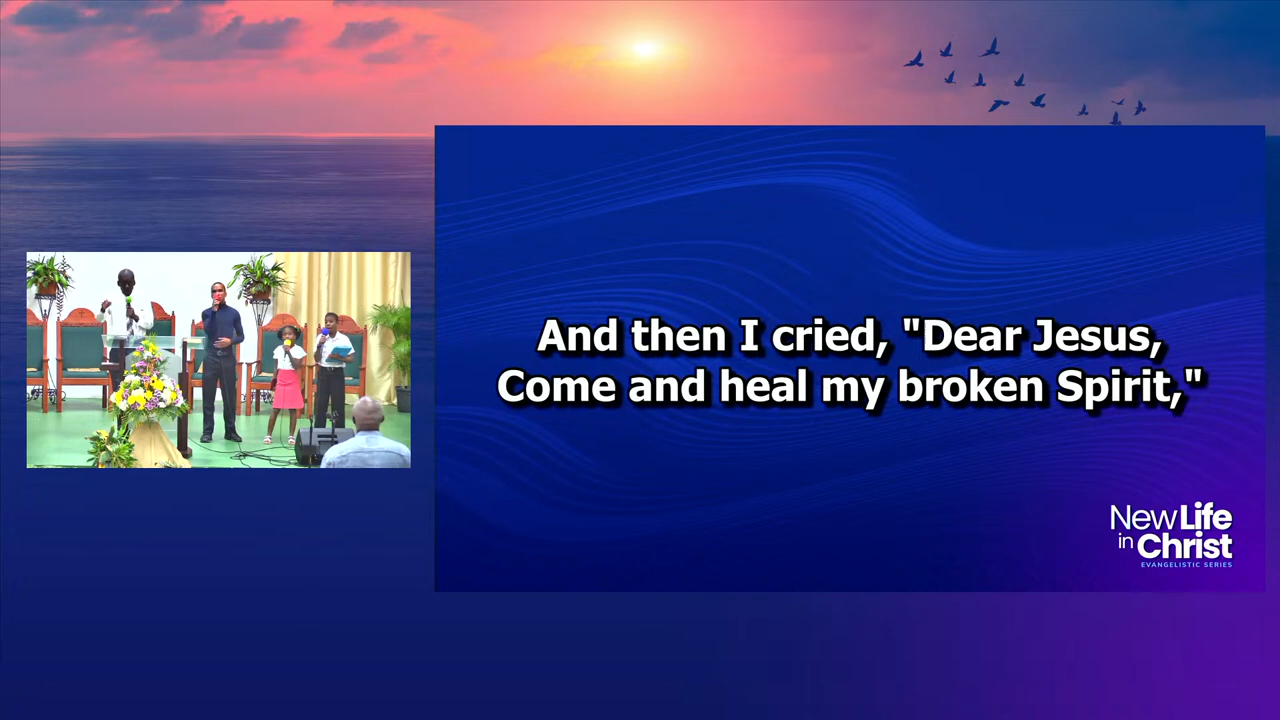 And then I cried, "Dear Jesus,
Come and heal my broken Spirit,"
New Life
in Christ
EVANGELISTIC SERIES